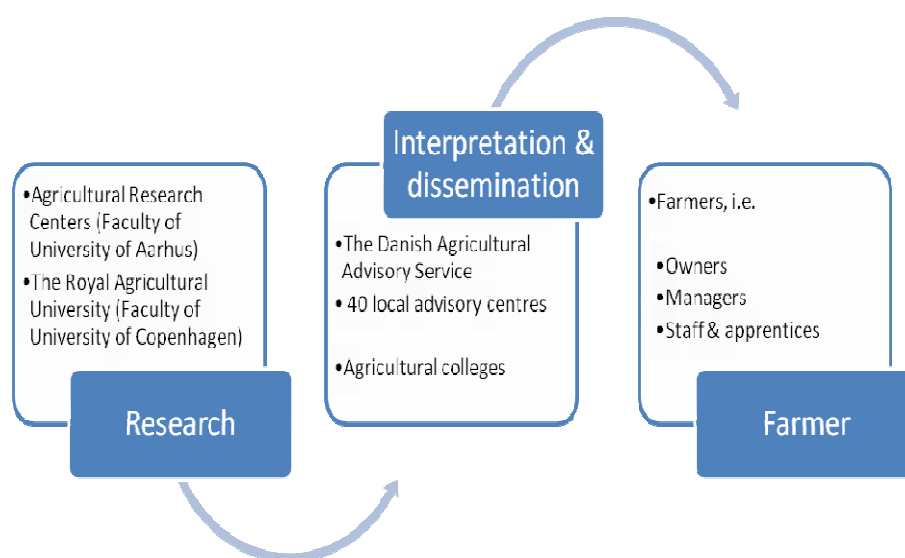 •Agricultural Research
Centers (Faculty of
University of Aarhus)
•The Royal Agricultural
University (Faculty of
University of Copenhagen)
Research
Interpretation &
dissemination
•The Danish Agricultural
Advisory Service
• 40 local advisory centres
•Agricultural colleges
•Farmers, i.e.
•Owners
•Managers
•Staff & apprentices
Farmer